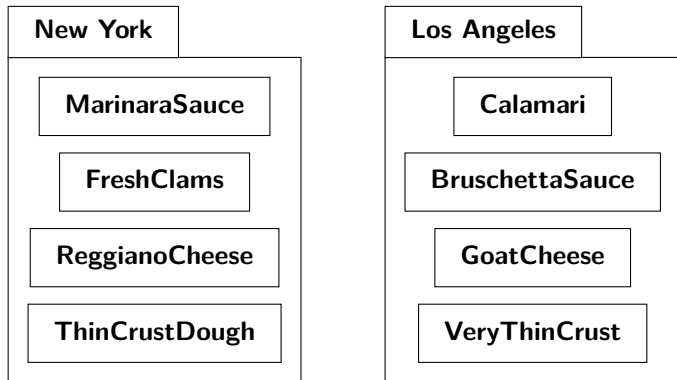 New York
MarinaraSauce
FreshClams
ReggianoCheese
ThinCrustDough
Los Angeles
Calamari
BruschettaSauce
GoatCheese
VeryThinCrust